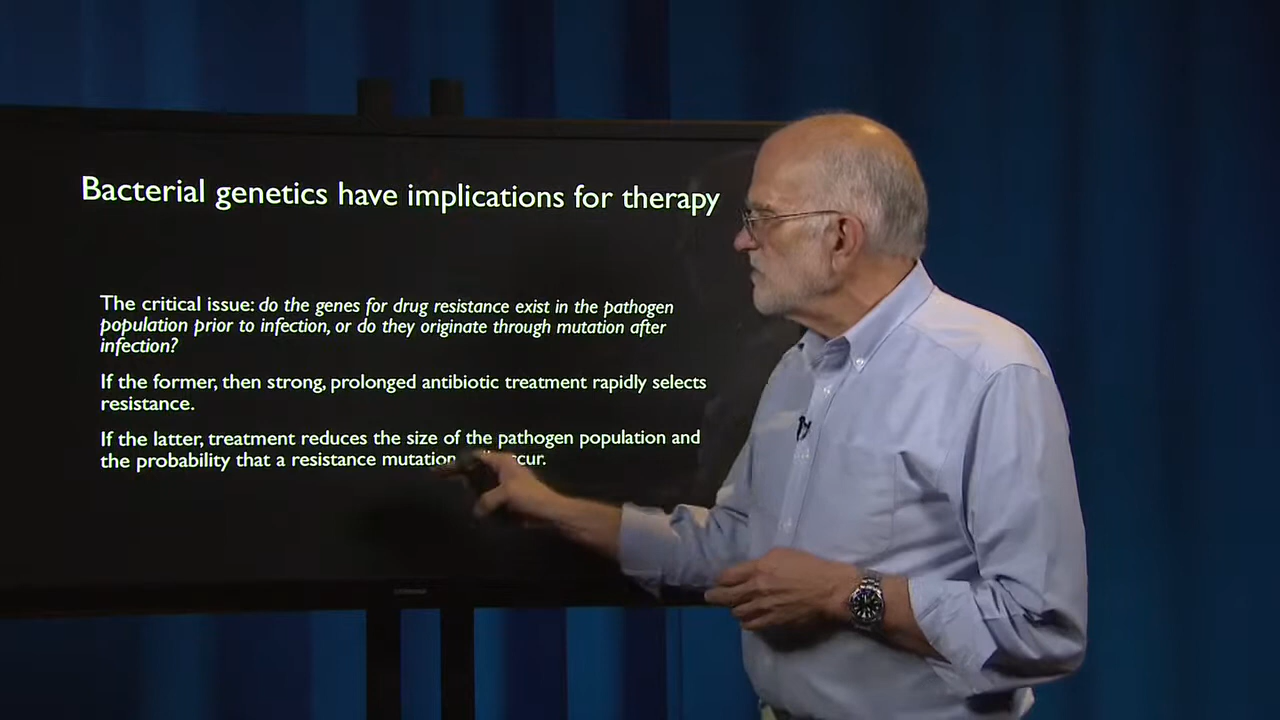 Bacterial genetics have implications for therapy
The critical issue: do the genes for drug resistance exist in the pathogen
population prior to infection, or do they originate through mutation after
infection?
If the former, then strong, prolonged antibiotic treatment rapidly selects
resistance.
If the latter, treatment reduces the size of the pathogen population and
the probability that a resistance mutation